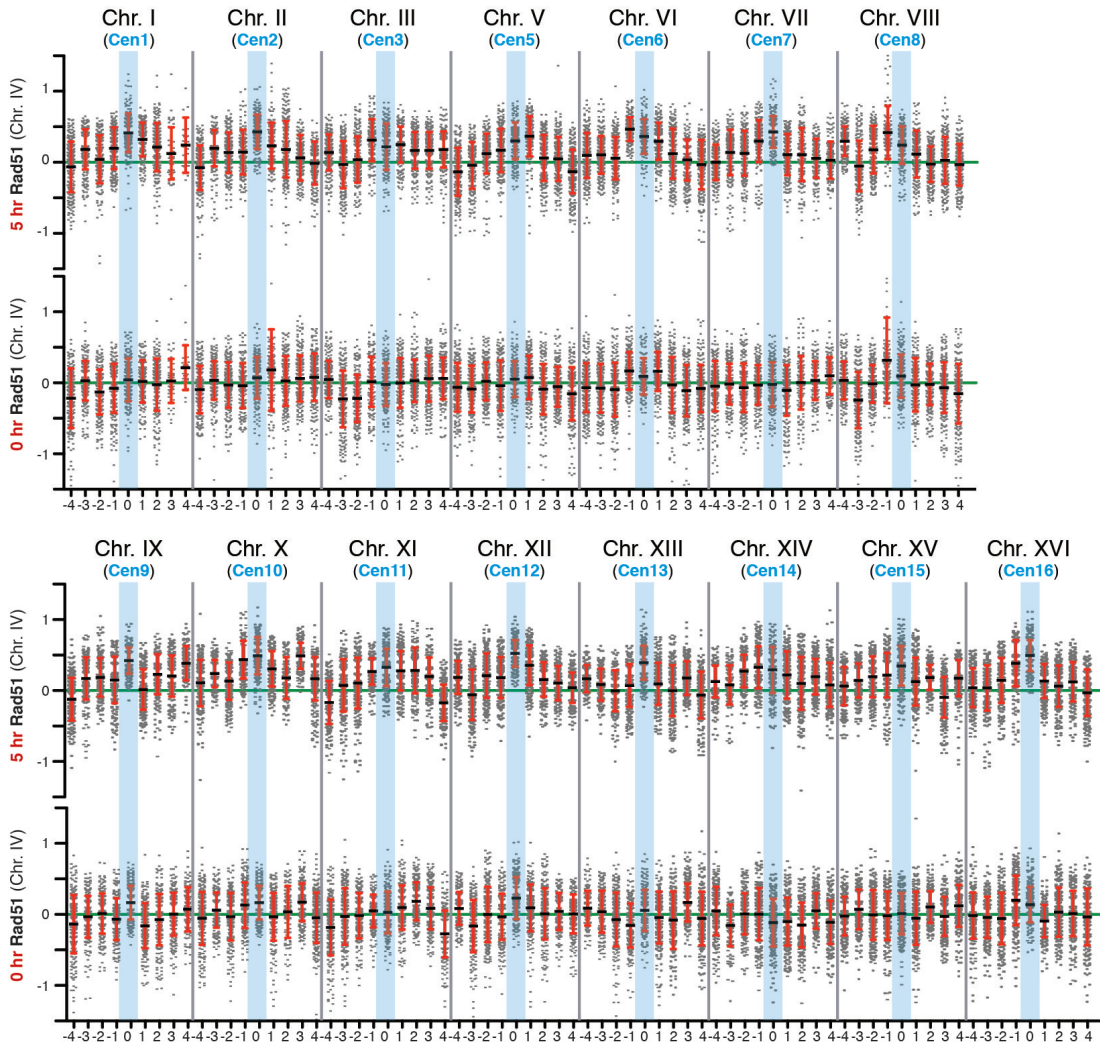 Chr. I Chr. II Chr. III Chr. V Chr. VI Chr. VII Chr. VIII
(Cen1) (Cen2) (Cen3) (Cen5) (Cen6) (Cen7) (Cen8)
5 hr Rad51 (Chr. IV)
1
0
-1
0 hr Rad51 (Chr. IV)
1
0
-1
-4 -3 -2 -1 0 1 2 3 4 -4 -3 -2 -1 0 1 2 3 4 -4 -3 -2 -1 0 1 2 3 4 -4 -3 -2 -1 0 1 2 3 4 -4 -3 -2 -1 0 1 2 3 4 -4 -3 -2 -1 0 1 2 3 4 -4 -3 -2 -1 0 1 2 3 4
Chr. IX Chr. X Chr. XI Chr. XII Chr. XIII Chr. XIV Chr. XV Chr. XVI
(Cen9) (Cen10) (Cen11) (Cen12) (Cen13) (Cen14) (Cen15) (Cen16)
5 hr Rad51 (Chr. IV)
1
0
-1
0 hr Rad51 (Chr. IV)
1
0
-1
-4 -3 -2 -1 0 1 2 3 4 -4 -3 -2 -1 0 1 2 3 4 -4 -3 -2 -1 0 1 2 3 4 -4 -3 -2 -1 0 1 2 3 4 -4 -3 -2 -1 0 1 2 3 4 -4 -3 -2 -1 0 1 2 3 4 -4 -3 -2 -1 0 1 2 3 4 -4 -3 -2 -1 0 1 2 3 4